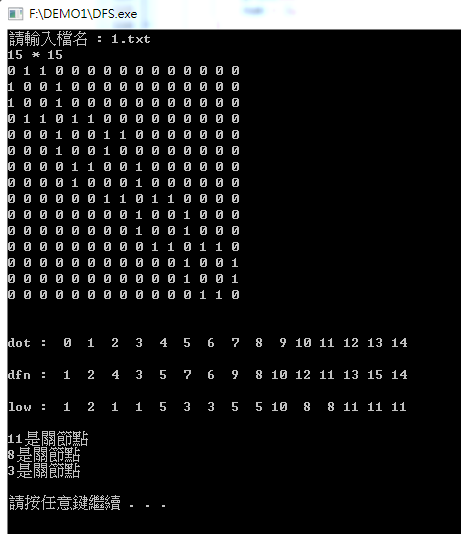 F:\DEMO1\DFS.exe
請輸入檔名 : 1.txt
15 * 15
0 1 1 0 0 0 0 0 0 0 0 0 0 0 0
1 0 0 1 0 0 0 0 0 0 0 0 0 0 0
1 0 0 1 0 0 0 0 0 0 0 0 0 0 0
0 1 1 0 1 1 0 0 0 0 0 0 0 0 0
0 0 0 1 0 0 1 1 0 0 0 0 0 0 0
0 0 0 1 0 0 1 0 0 0 0 0 0 0 0
0 0 0 0 1 1 0 0 1 0 0 0 0 0 0
0 0 0 0 1 0 0 0 1 0 0 0 0 0 0
0 0 0 0 0 0 1 1 0 1 1 0 0 0 0
0 0 0 0 0 0 0 0 1 0 0 1 0 0 0
0 0 0 0 0 0 0 0 1 0 0 1 0 0 0
0 0 0 0 0 0 0 0 0 1 1 0 1 1 0
0 0 0 0 0 0 0 0 0 0 0 1 0 0 1
0 0 0 0 0 0 0 0 0 0 0 1 0 0 1
0 0 0 0 0 0 0 0 0 0 0 0 1 1 0
dot : 0 1 2 3 4 5 6 7 8 9 10 11 12 13 14
dfn : 1 2 4 3 5 7 6 9 8 10 12 11 13 15 14
low : 1 2 1 1 5 3 3 5 5 10 8 8 11 11 11
11是關節點
8是關節點
3是關節點
請按任意鍵繼續 . . .